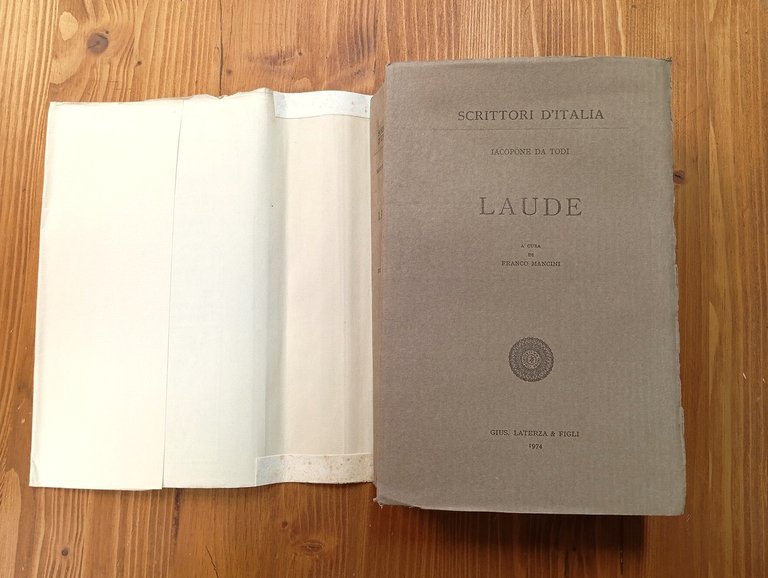 SCRITTORI D'ITALIA
IACOPONE DA TODI
LAUDE
A CURA
DI
FRANCO MANCINI
GIUS. LATERZA & FIGLI
1974